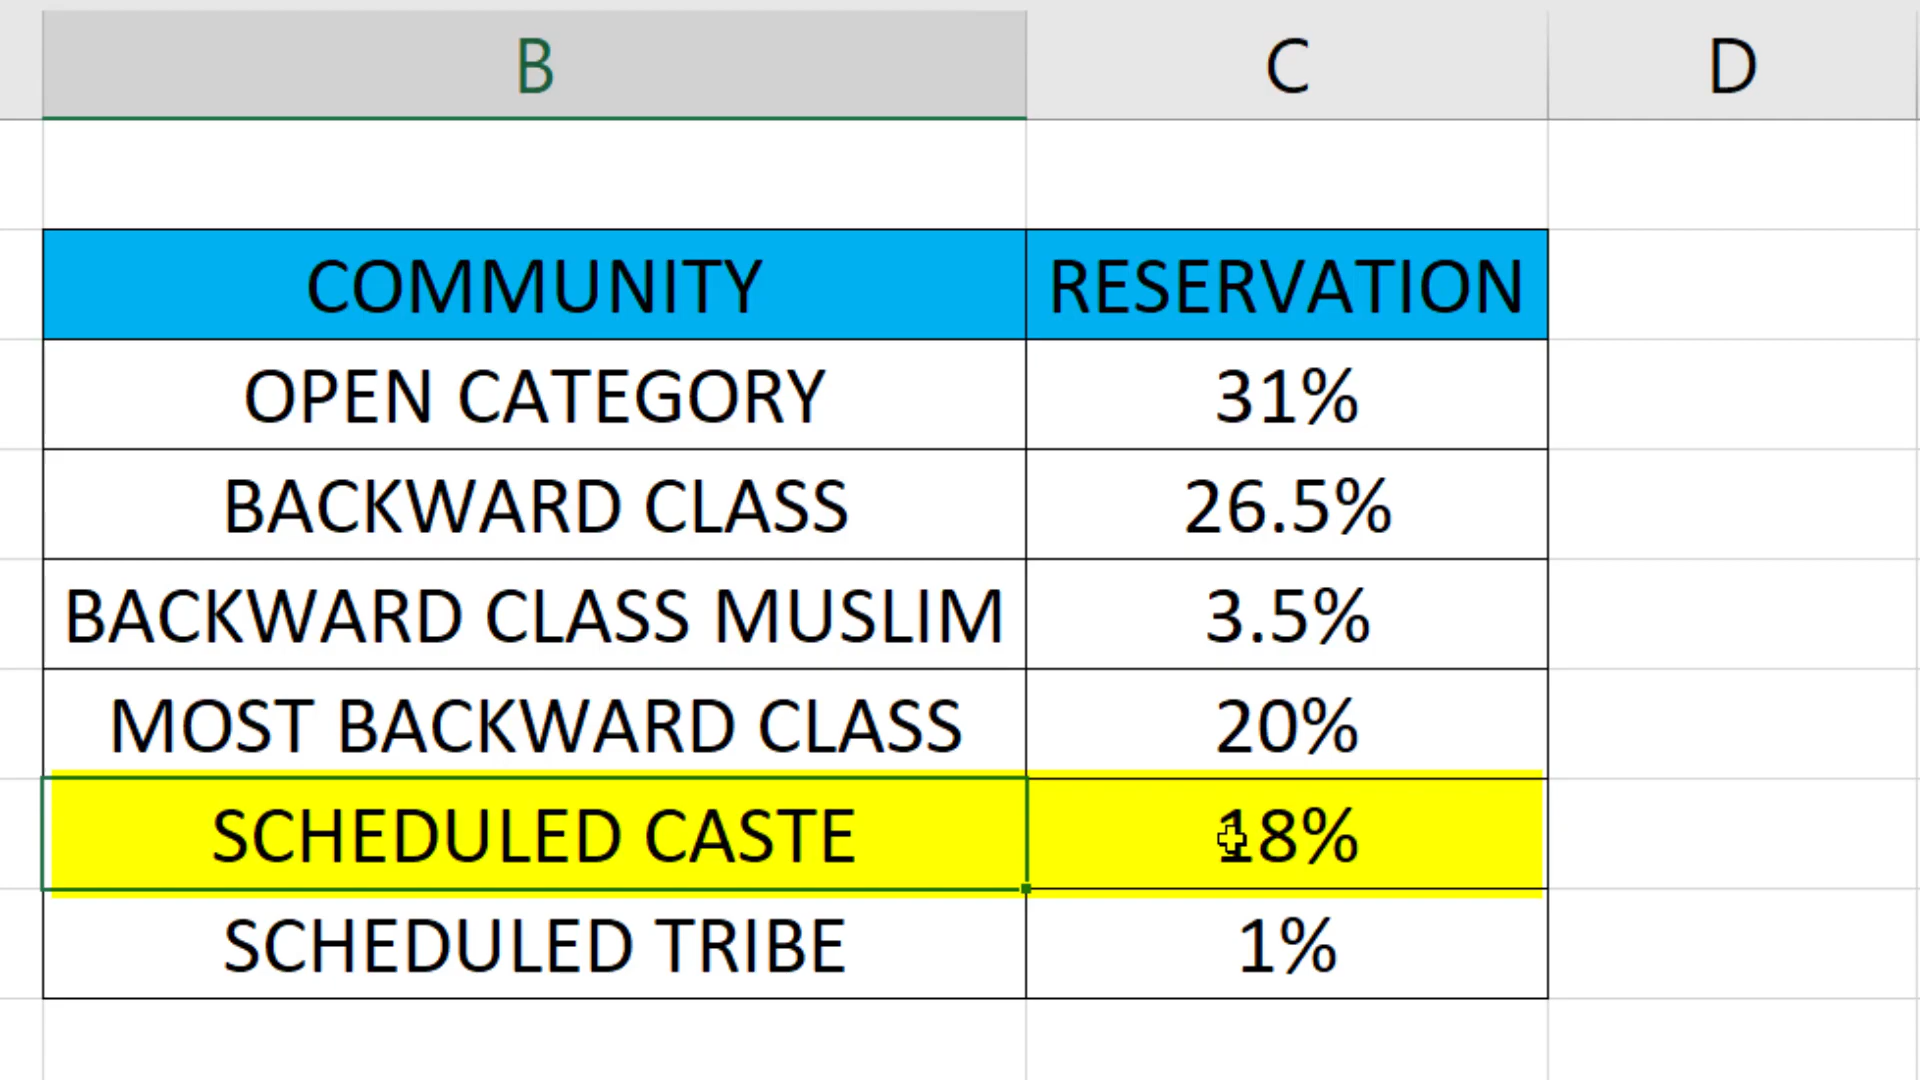 B C D
COMMUNITY RESERVATION
OPEN CATEGORY 31%
BACKWARD CLASS 26.5%
BACKWARD CLASS MUSLIM 3.5%
MOST BACKWARD CLASS 20%
SCHEDULED CASTE 18%
SCHEDULED TRIBE 1%